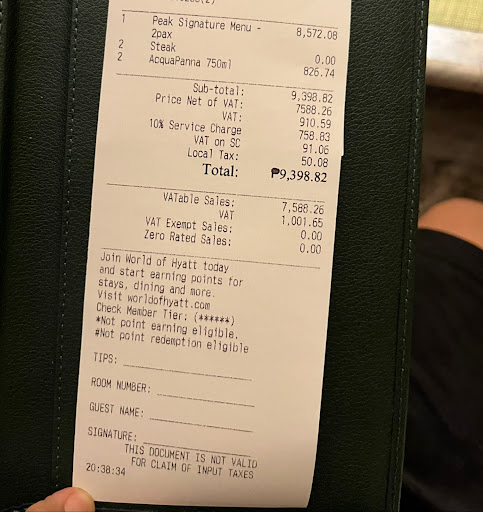 1 Peak Signature Menu - 8,572.08
2pax
2 Steak 0.00
2 AcquaPanna 750ml 826.74
Sub-total: 9,398.82
Price Net of VAT: 7588.26
VAT: 910.59
10% Service Charge 758.83
VAT on SC 91.06
Local Tax: 50.08
Total: ₱9,398.82
VATable Sales: 7,588.26
VAT 1,001.65
VAT Exempt Sales: 0.00
Zero Rated Sales: 0.00
Join World of Hyatt today
and start earning points for
stays, dining and more.
Visit worldofhyatt.com
Check Member Tier: (******)
*Not point earning eligible.
#Not point redemption eligible
TIPS:
ROOM NUMBER:
GUEST NAME:
SIGNATURE:
THIS DOCUMENT IS NOT VALID
FOR CLAIM OF INPUT TAXES
20:38:34